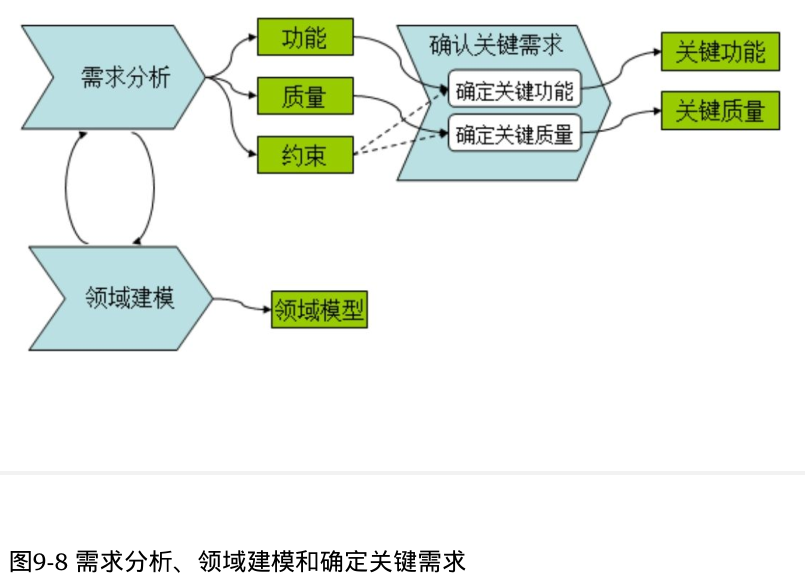 需求分析
功能
质量
约束
确认关键需求
确定关键功能
确定关键质量
关键功能
关键质量
领域建模
领域模型
图9-8 需求分析、领域建模和确定关键需求